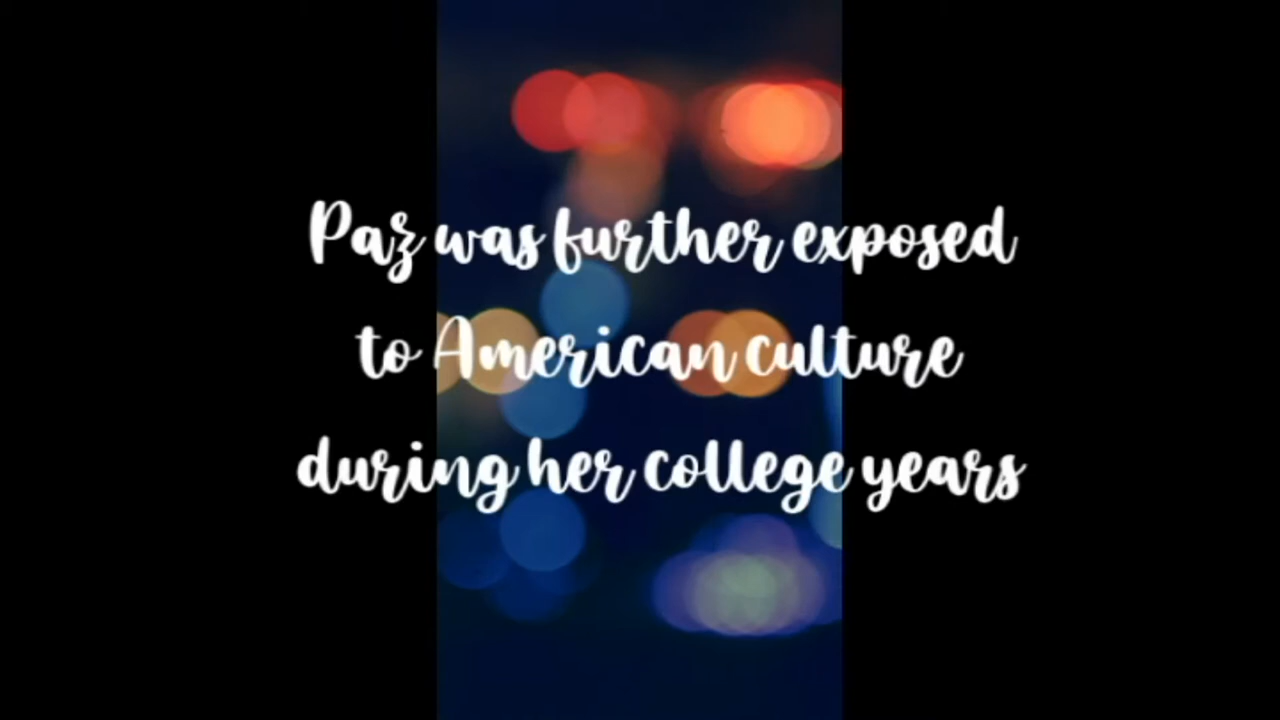 Paz was further exposed
to American culture
during her college years